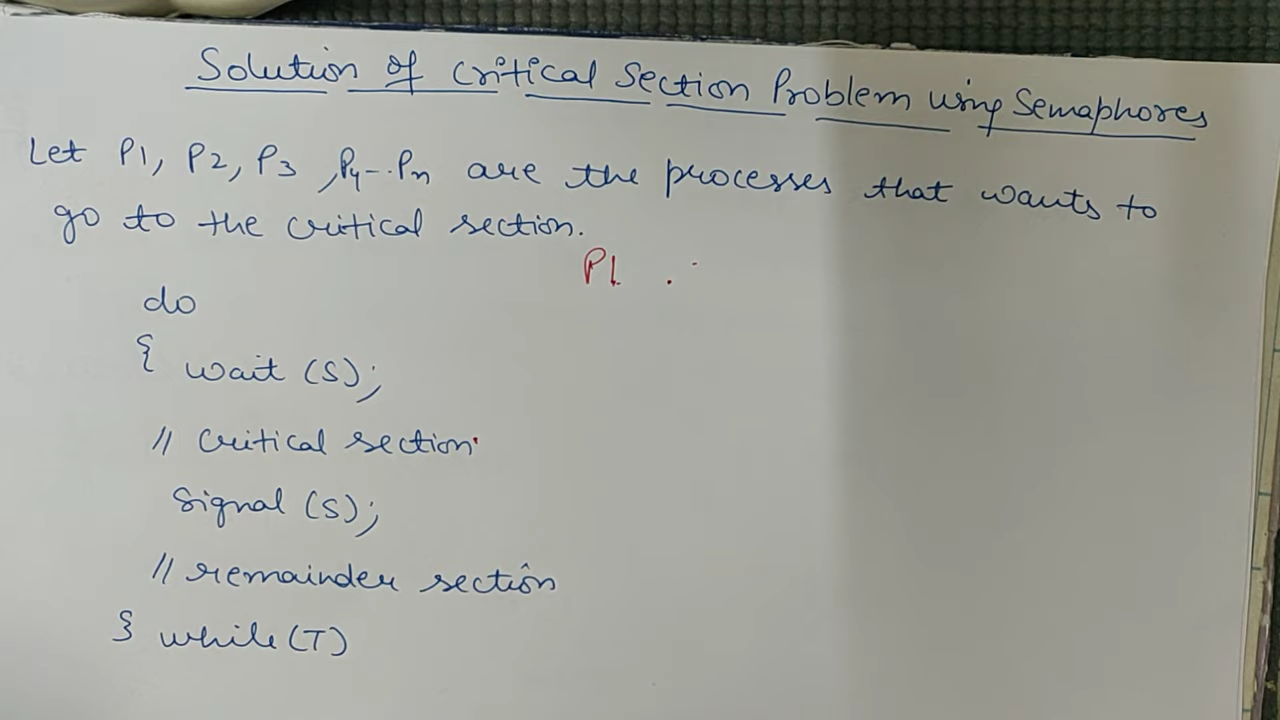 Solution of Critical Section Problem using Semaphores
Let P1, P2, P3 ,P4-..Pn are the processes that wants to
go to the critical section.
P1 .
do
{ wait (S);
// Critical section
Signal (S);
// remainder section
} while (T)